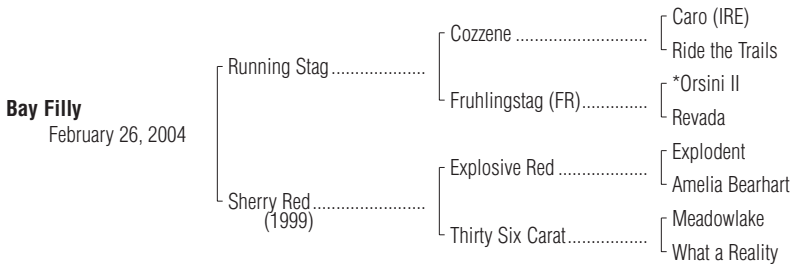 Caro (IRE)
Cozzene ............................
Ride the Trails
Running Stag....................
*Orsini II
Fruhlingstag (FR)..............
Revada
Bay Filly
February 26, 2004
Explodent
Explosive Red ...................
Amelia Bearhart
Sherry Red........................
(1999)
Meadowlake
Thirty Six Carat.................
What a Reality